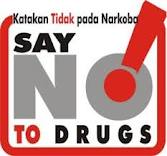 Katakan Tidak pada Narkoba
SAY
NO!
TO DRUGS